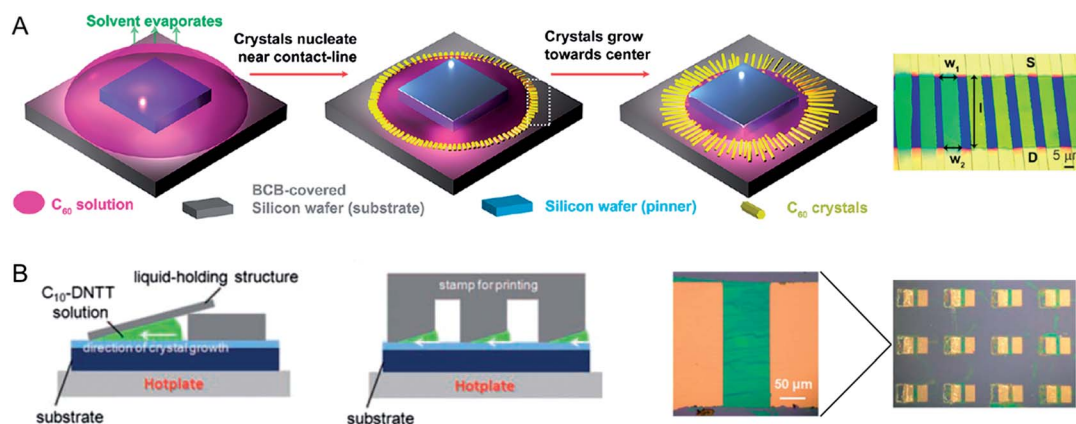 A
Solvent evaporates
Crystals nucleate
near contact-line
Crystals grow
towards center
S
w₁
l
w₂
D
5 μm
C₆₀ solution
BCB-covered
Silicon wafer (substrate)
Silicon wafer (pinner)
C₆₀ crystals
B
liquid-holding structure
C₁₀-DNTT
solution
direction of crystal growth
Hotplate
substrate
stamp for printing
Hotplate
substrate
50 μm